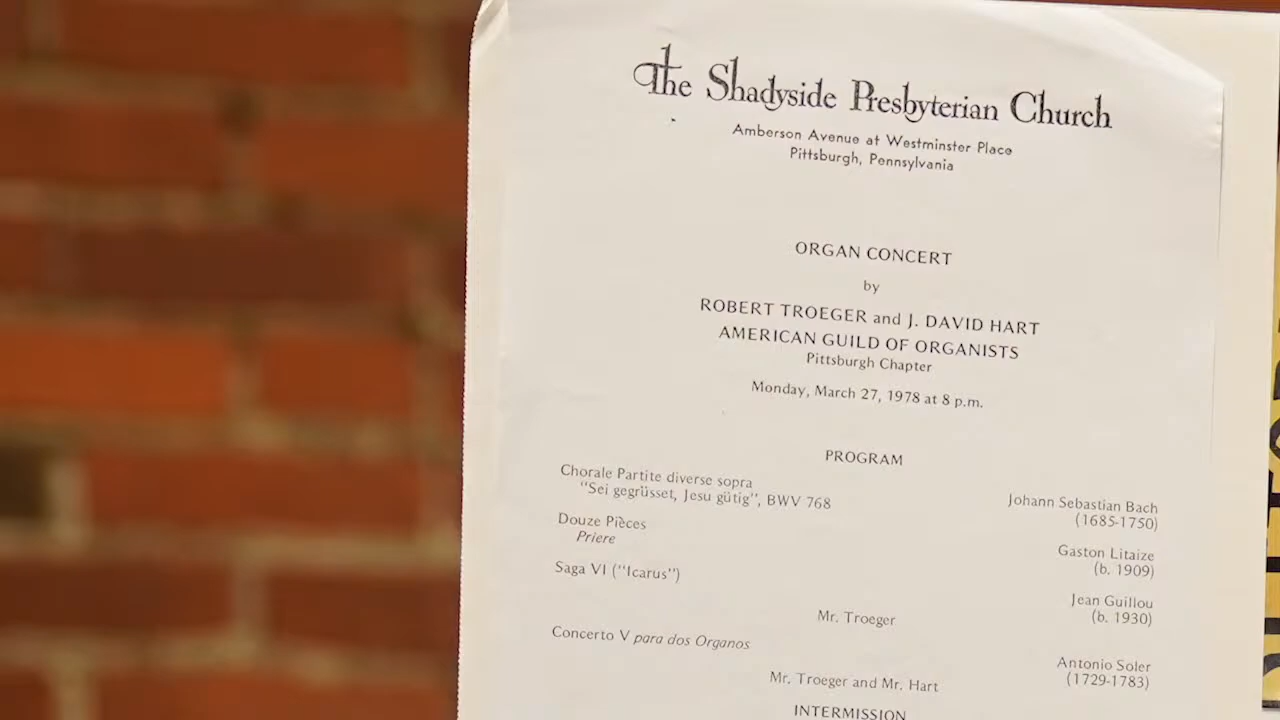 The Shadyside Presbyterian Church
Amberson Avenue at Westminster Place
Pittsburgh, Pennsylvania
ORGAN CONCERT
by
ROBERT TROEGER and J. DAVID HART
AMERICAN GUILD OF ORGANISTS
Pittsburgh Chapter
Monday, March 27, 1978 at 8 p.m.
PROGRAM
Chorale Partite diverse sopra
"Sei gegrüsset, Jesu gütig", BWV 768
Johann Sebastian Bach
(1685-1750)
Douze Pièces
Priere
Gaston Litaize
(b. 1909)
Saga VI ("Icarus")
Jean Guillou
(b. 1930)
Mr. Troeger
Concerto V para dos Organos
Antonio Soler
(1729-1783)
Mr. Troeger and Mr. Hart
INTERMISSION